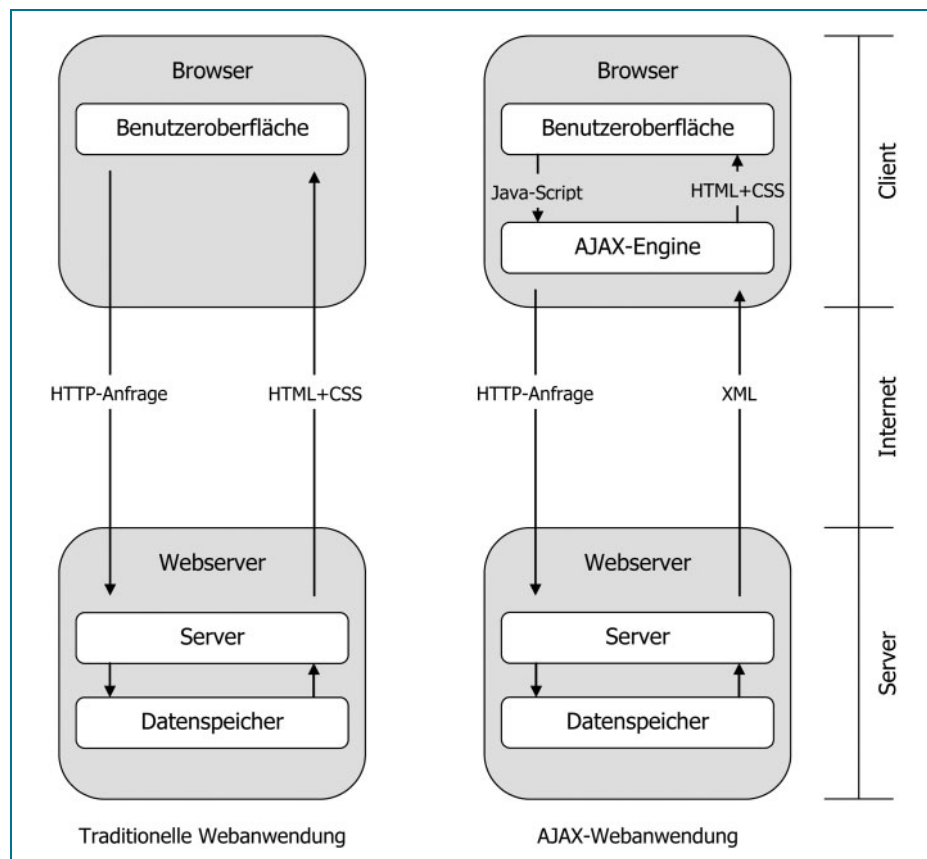 Browser
Benutzeroberfläche
HTTP-Anfrage
HTML+CSS
Webserver
Server
Datenspeicher
Traditionelle Webanwendung
Browser
Benutzeroberfläche
Java-Script
HTML+CSS
AJAX-Engine
HTTP-Anfrage
XML
Webserver
Server
Datenspeicher
AJAX-Webanwendung
Client
Internet
Server